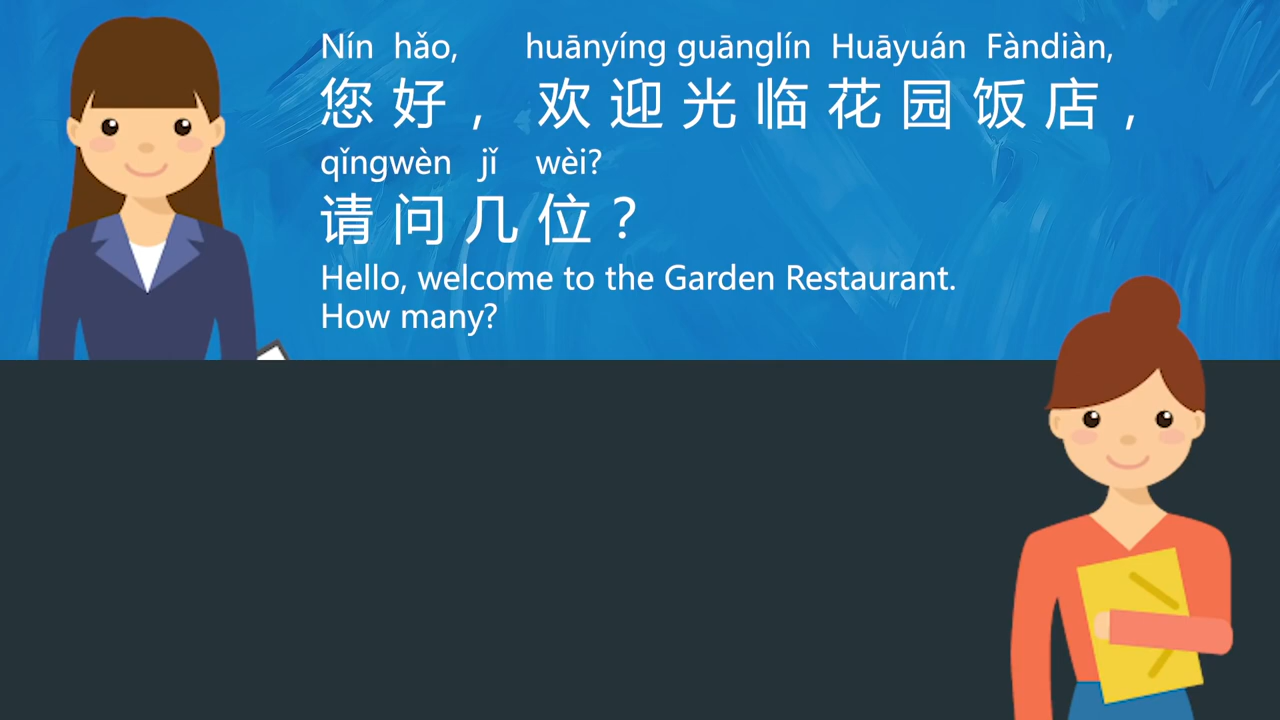 Nín hǎo, huānyíng guānglín Huāyuán Fàndiàn,
您好，欢迎光临花园饭店，
qǐngwèn jǐ wèi?
请问几位？
Hello, welcome to the Garden Restaurant.
How many?